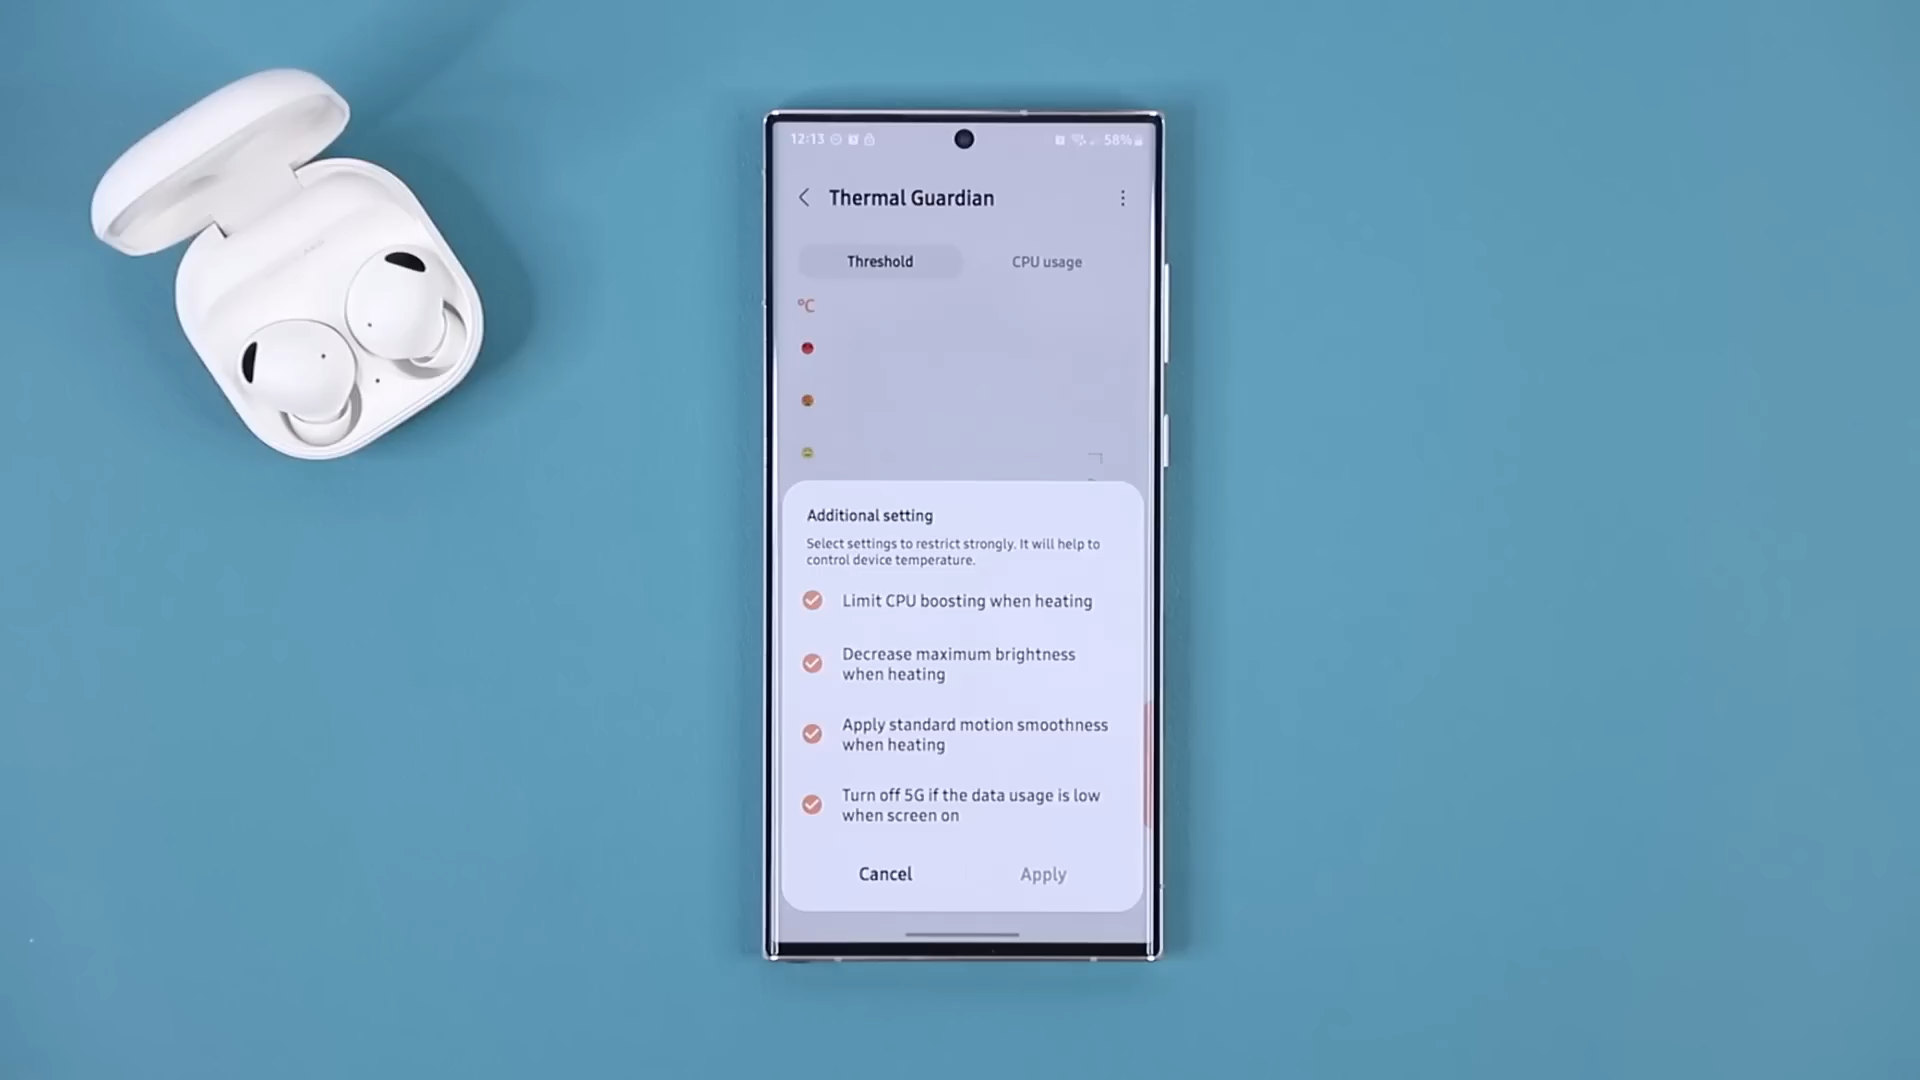 12:13
58%
Thermal Guardian
Threshold
CPU usage
°C
Additional setting
Select settings to restrict strongly. It will help to
control device temperature.
Limit CPU boosting when heating
Decrease maximum brightness
when heating
Apply standard motion smoothness
when heating
Turn off 5G if the data usage is low
when screen on
Cancel
Apply